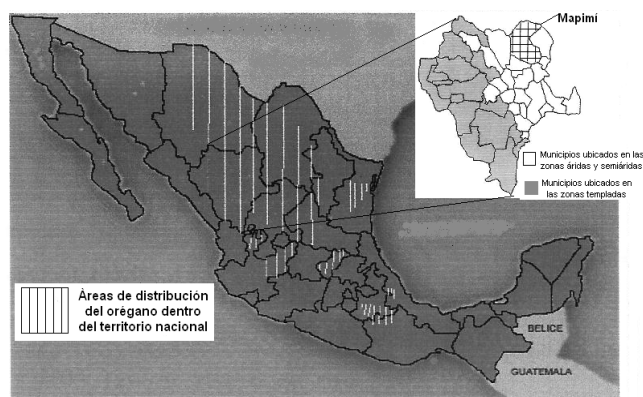 Mapimí
Municipios ubicados en las
zonas áridas y semiáridas
Municipios ubicados en
las zonas templadas
Àreas de distribución
del orégano dentro
del territorio nacional
BELICE
GUATEMALA